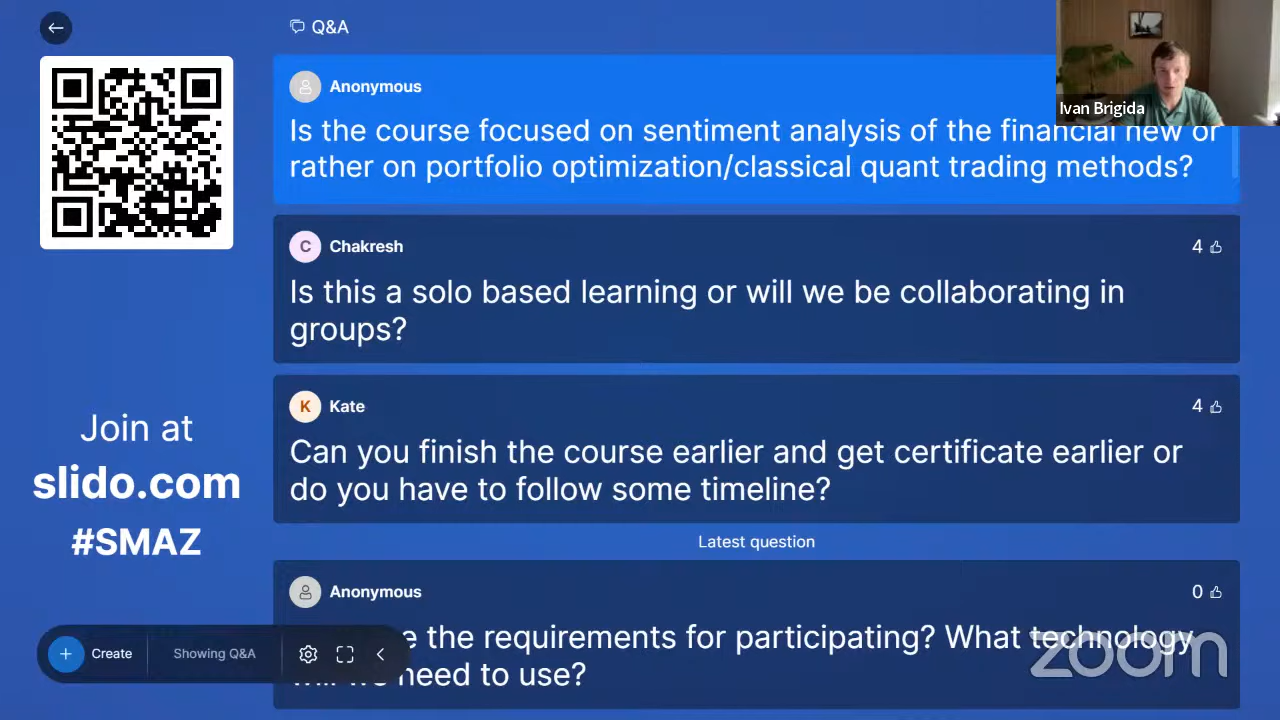 Q&A
Ivan Brigida
Anonymous
Is the course focused on sentiment analysis of the financial new or
rather on portfolio optimization/classical quant trading methods?
C Chakresh 4
Is this a solo based learning or will we be collaborating in
groups?
K Kate 4
Can you finish the course earlier and get certificate earlier or
do you have to follow some timeline?
Join at
slido.com
#SMAZ
Latest question
Anonymous 0
the requirements for participating? What technology
need to use?
+ Create Showing Q&A
zoom